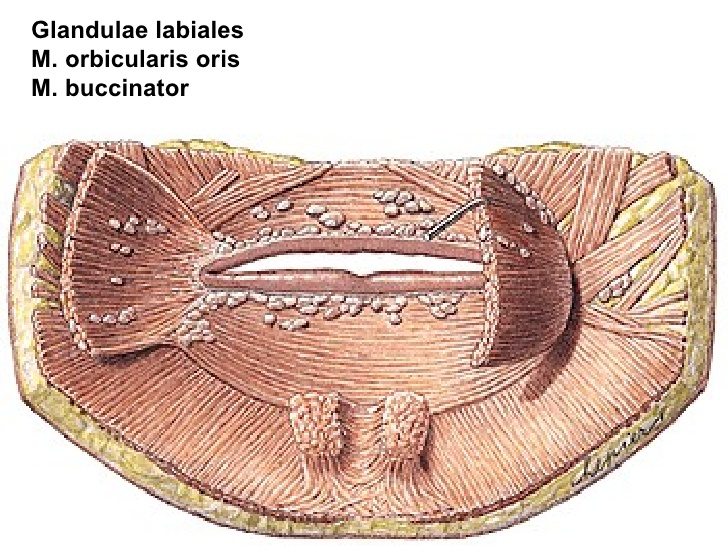 Glandulae labiales
M. orbicularis oris
M. buccinator